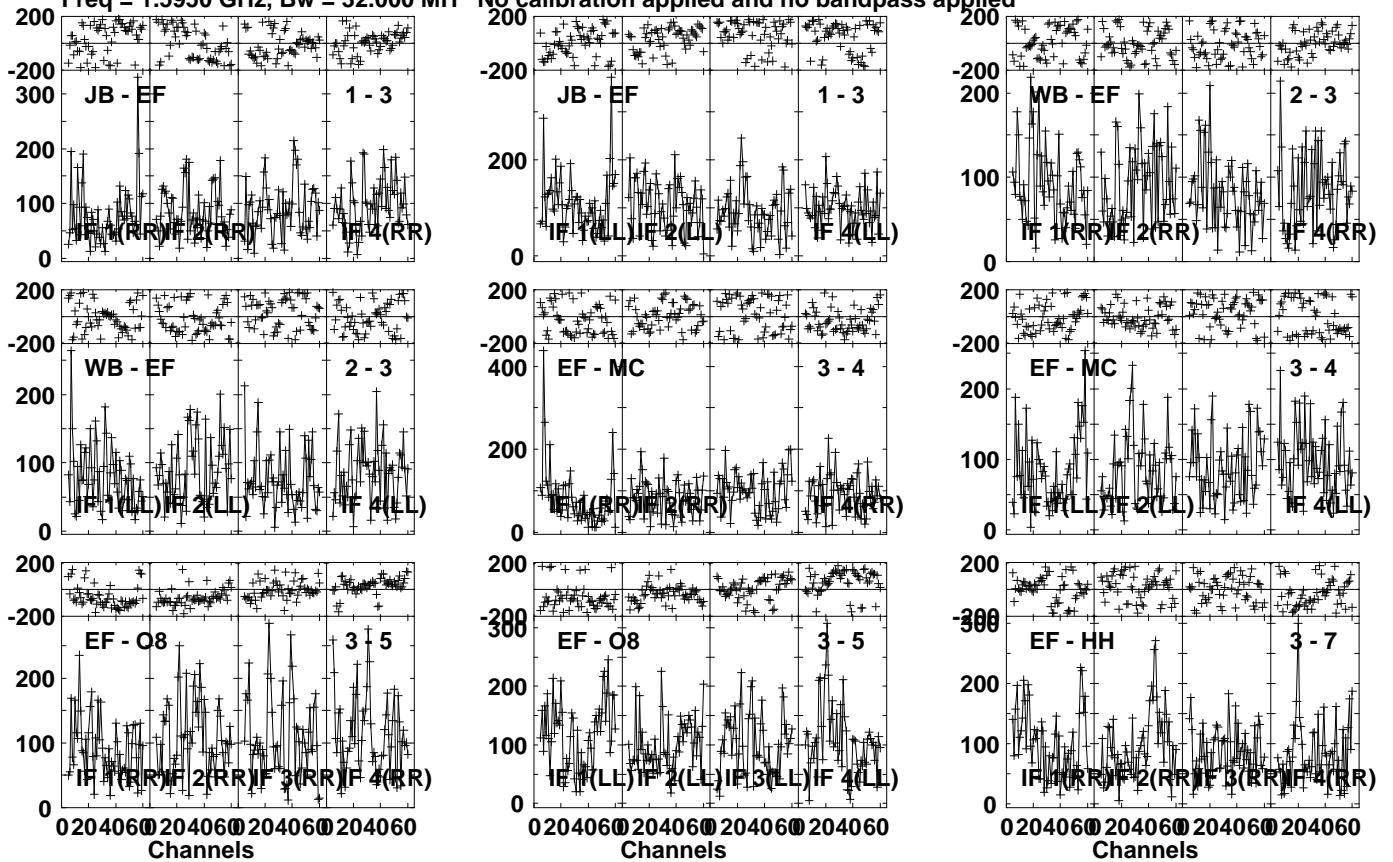 Freq = 1.5950 GHz, Bw = 32.000 MH No calibration applied and no bandpass applied
200
-200
300
200
100
0
JB - EF 1 - 3
IF 1(RR) IF 2(RR) IF 4(RR)
200
-200
200
0
JB - EF 1 - 3
IF 1(LL) IF 2(LL) IF 4(LL)
200
-200
200
100
0
WB - EF 2 - 3
IF 1(RR) IF 2(RR) IF 4(RR)
200
-200
200
100
0
WB - EF 2 - 3
IF 1(LL) IF 2(LL) IF 4(LL)
200
-200
400
200
0
EF - MC 3 - 4
IF 1(RR) IF 2(RR) IF 4(RR)
200
-200
200
100
0
EF - MC 3 - 4
IF 1(LL) IF 2(LL) IF 4(LL)
200
-200
300
200
100
0
EF - O8 3 - 5
IF 1(RR) IF 2(RR) IF 3(RR) IF 4(RR)
0 20 40 60 0 20 40 60 0 20 40 60 0 20 40 60
Channels
200
-200
300
200
100
0
EF - O8 3 - 5
IF 1(LL) IF 2(LL) IF 3(LL) IF 4(LL)
0 20 40 60 0 20 40 60 0 20 40 60 0 20 40 60
Channels
200
-200
300
200
100
0
EF - HH 3 - 7
IF 1(RR) IF 2(RR) IF 3(RR) IF 4(RR)
0 20 40 60 0 20 40 60 0 20 40 60 0 20 40 60
Channels